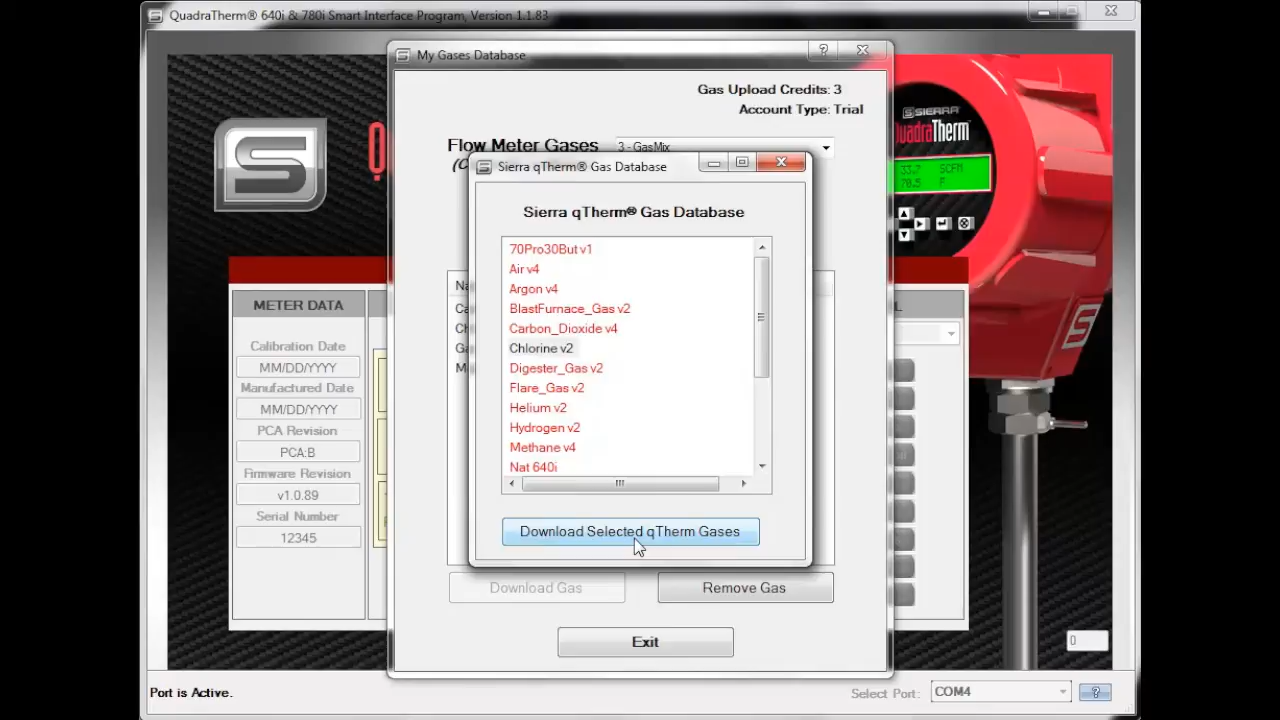 QuadraTherm® 640i & 780i Smart Interface Program, Version 1.1.83
My Gases Database
Gas Upload Credits: 3
Account Type: Trial
Flow Meter Gases
3 - GasMix
Sierra qTherm® Gas Database
Sierra qTherm® Gas Database
70Pro30But v1
Air v4
Argon v4
BlastFurnace_Gas v2
Carbon_Dioxide v4
Chlorine v2
Digester_Gas v2
Flare_Gas v2
Helium v2
Hydrogen v2
Methane v4
Nat 640i
Download Selected qTherm Gases
Download Gas
Remove Gas
Exit
METER DATA
Calibration Date
MM/DD/YYYY
Manufactured Date
MM/DD/YYYY
PCA Revision
PCA:B
Firmware Revision
v1.0.89
Serial Number
12345
SIERRA
QuadraTherm
33.7 SCFM
70.5 F
0
Port is Active.
Select Port:
COM4
?